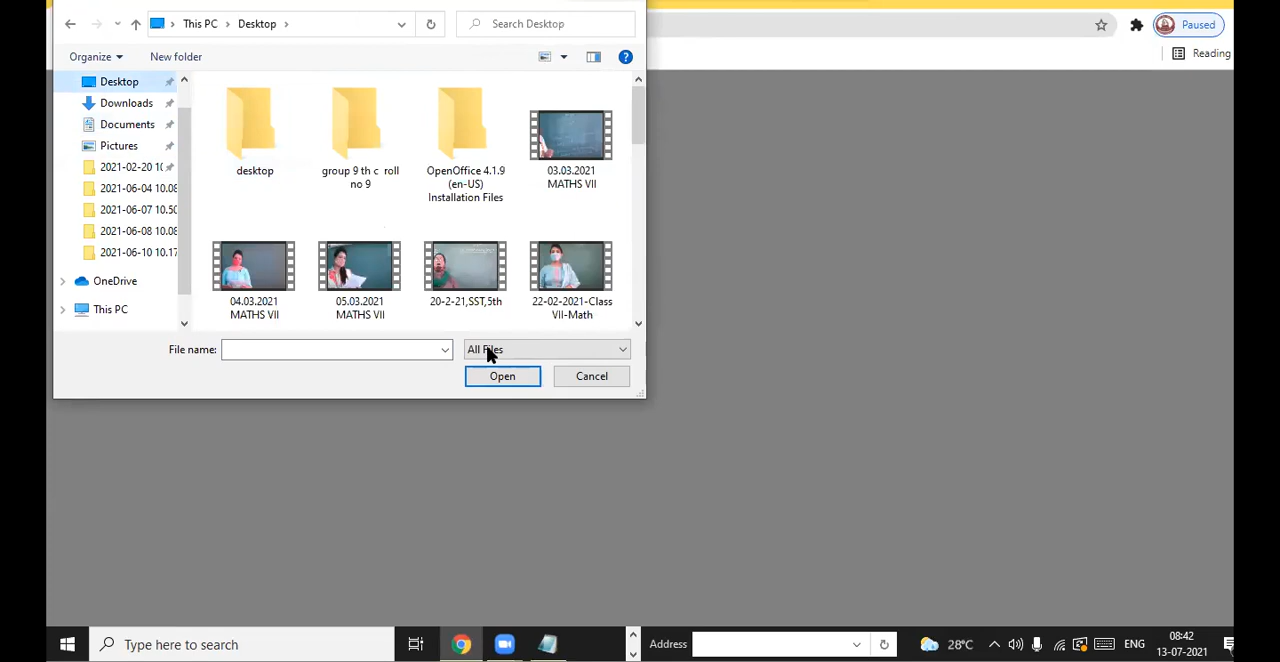 This PC
Desktop
Search Desktop
Paused
Organize
New folder
Reading
Desktop
Downloads
Documents
Pictures
2021-02-20 10
2021-06-04 10.08
2021-06-07 10.50
2021-06-08 10.08
2021-06-10 10.17
OneDrive
This PC
desktop
group 9 th c roll
no 9
OpenOffice 4.1.9
(en-US)
Installation Files
03.03.2021
MATHS VII
04.03.2021
MATHS VII
05.03.2021
MATHS VII
20-2-21,SST,5th
22-02-2021-Class
VII-Math
File name:
All Files
Open
Cancel
Type here to search
Address
28°C
ENG
08:42
13-07-2021